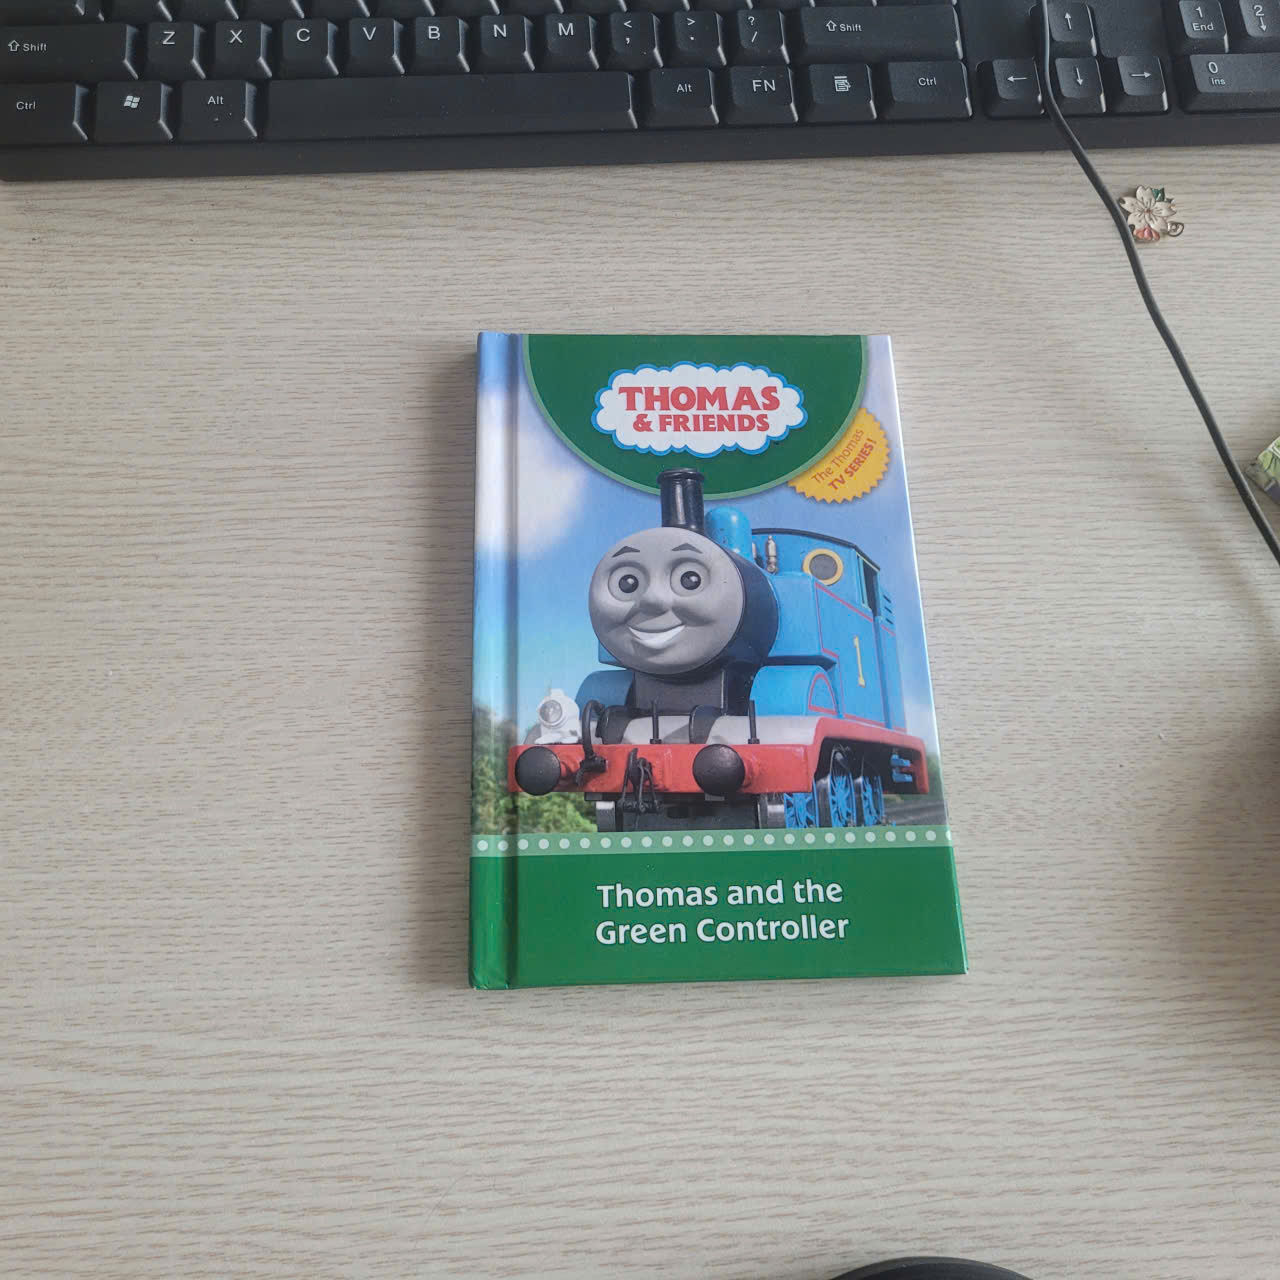 Shift Z X C V B N M < , > . ? / Shift ↑ 1 End 2
Ctrl Alt Alt FN Ctrl ← ↓ → 0 Ins
THOMAS
& FRIENDS
The Thomas
TV SERIES!
1
Thomas and the
Green Controller